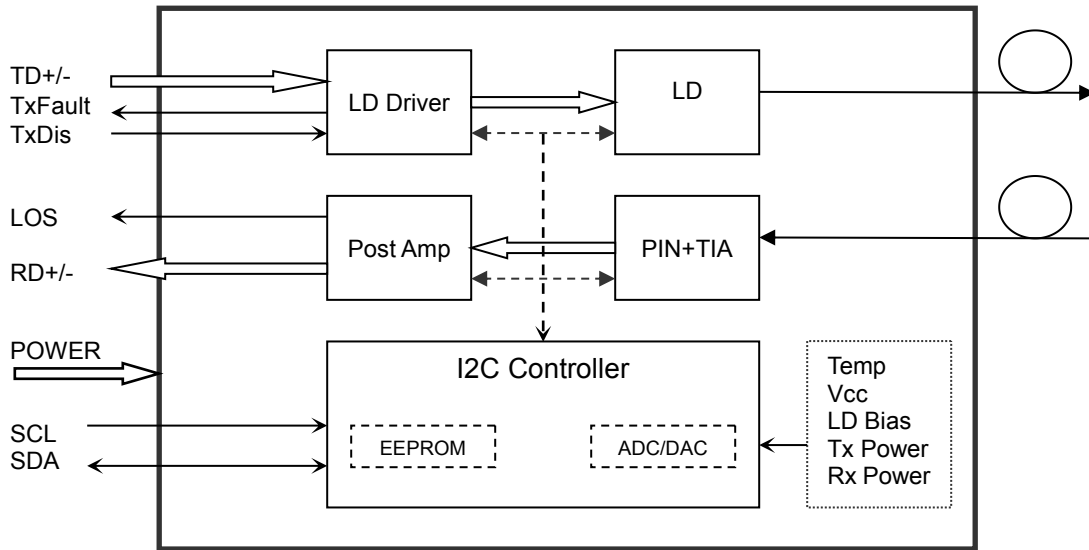 TD+/-
TxFault
TxDis
LD Driver
LD
LOS
RD+/-
Post Amp
PIN+TIA
POWER
SCL
SDA
I2C Controller
EEPROM
ADC/DAC
Temp
Vcc
LD Bias
Tx Power
Rx Power